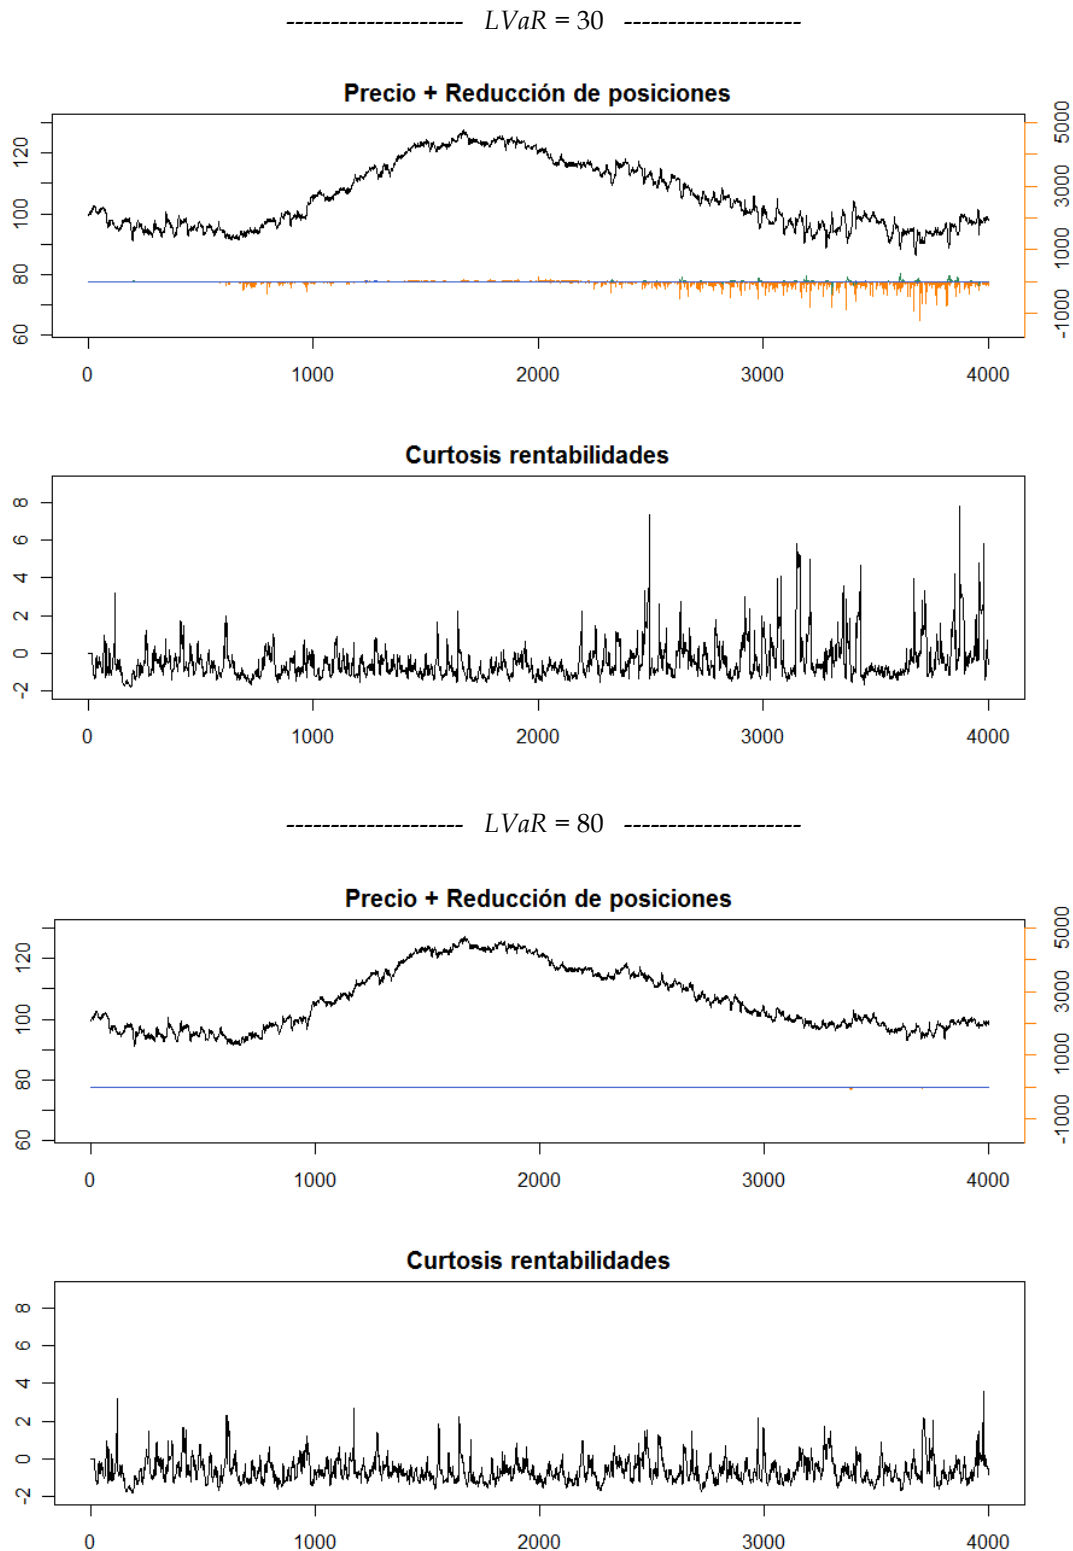 -------------------- LVaR = 30 --------------------
Precio + Reducción de posiciones
120
100
80
60
5000
3000
1000
-1000
0 1000 2000 3000 4000
Curtosis rentabilidades
8
6
4
2
0
-2
0 1000 2000 3000 4000
-------------------- LVaR = 80 --------------------
Precio + Reducción de posiciones
120
100
80
60
5000
3000
1000
-1000
0 1000 2000 3000 4000
Curtosis rentabilidades
8
6
4
2
0
-2
0 1000 2000 3000 4000